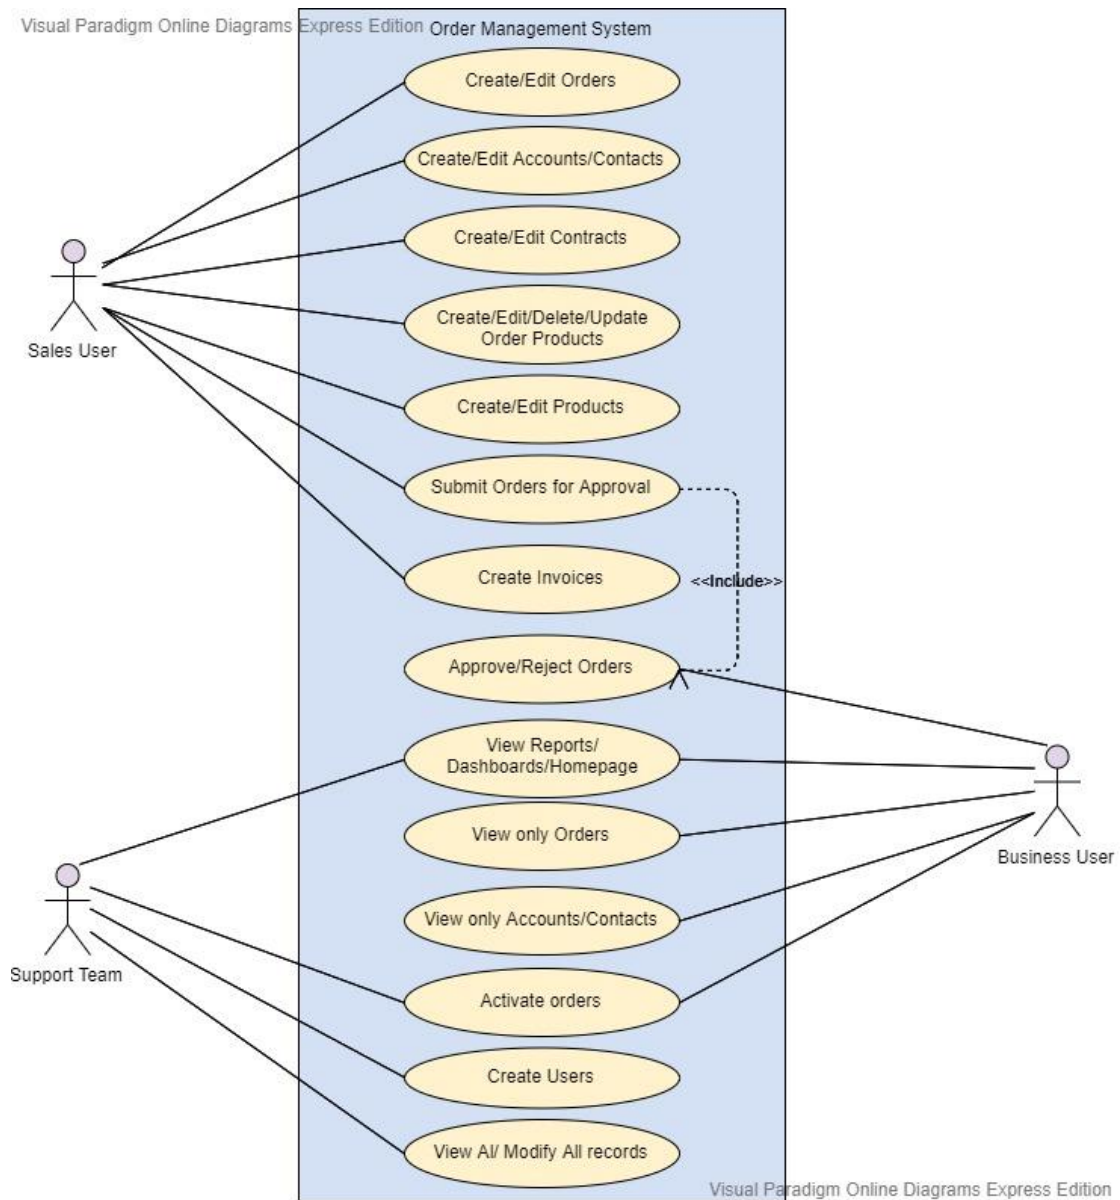 Visual Paradigm Online Diagrams Express Edition
Order Management System
Create/Edit Orders
Create/Edit Accounts/Contacts
Create/Edit Contracts
Create/Edit/Delete/Update
Order Products
Sales User
Create/Edit Products
Submit Orders for Approval
Create Invoices
<<Include>>
Approve/Reject Orders
View Reports/
Dashboards/Homepage
View only Orders
Business User
View only Accounts/Contacts
Support Team
Activate orders
Create Users
View Al/ Modify All records
Visual Paradigm Online Diagrams Express Edition